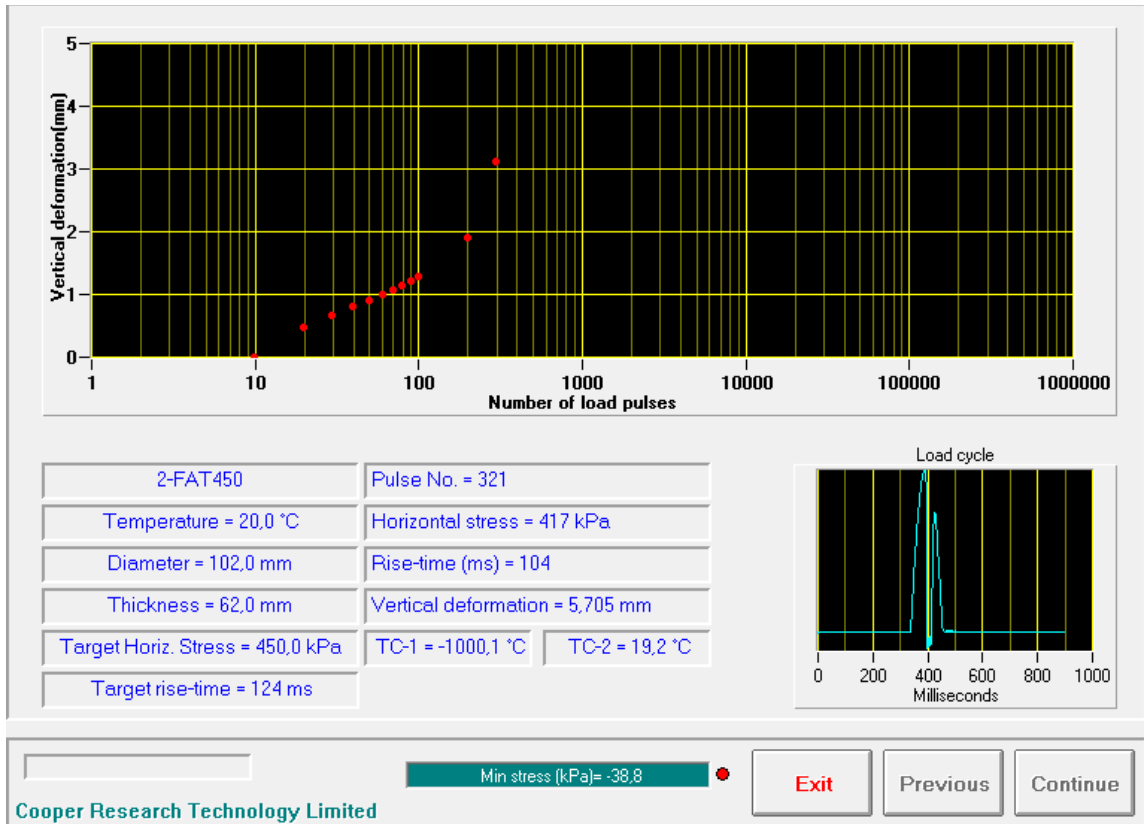 5
4
3
2
1
0
Vertical deformation(mm)
1 10 100 1000 10000 100000 1000000
Number of load pulses
2-FAT450
Pulse No. = 321
Temperature = 20,0 °C
Horizontal stress = 417 kPa
Diameter = 102,0 mm
Rise-time (ms) = 104
Thickness = 62,0 mm
Vertical deformation = 5,705 mm
Target Horiz. Stress = 450,0 kPa
TC-1 = -1000,1 °C
TC-2 = 19,2 °C
Target rise-time = 124 ms
Load cycle
0 200 400 600 800 1000
Milliseconds
Min stress (kPa)= -38,8
Exit
Previous
Continue
Cooper Research Technology Limited